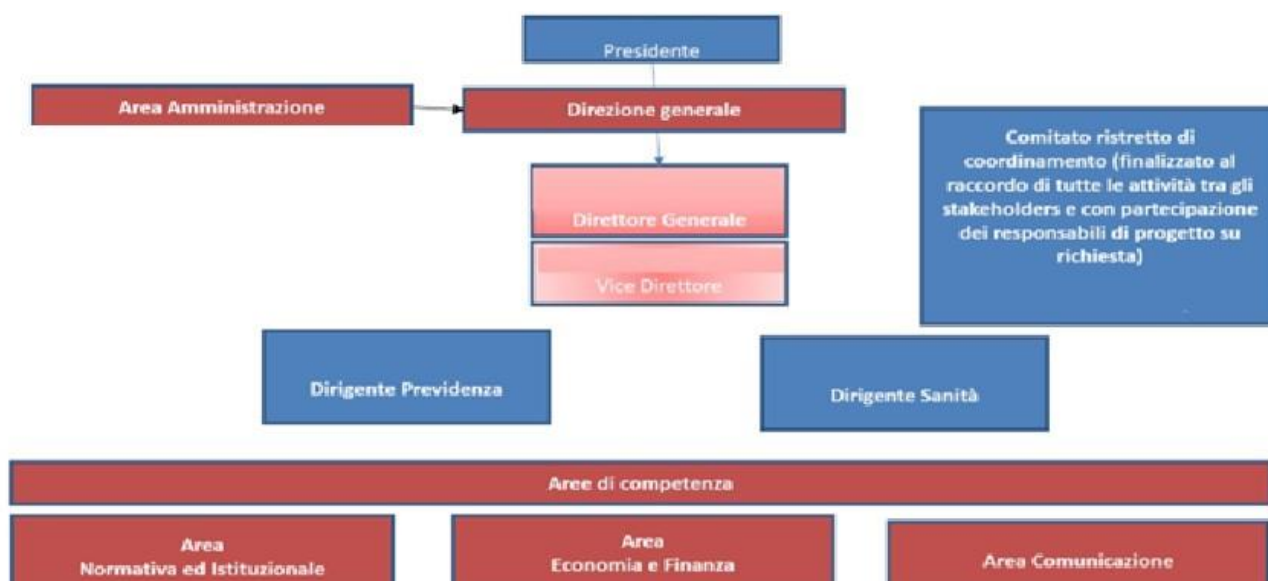 Presidente
Area Amministrazione
Direzione generale
Comitato ristretto di
coordinamento (finalizzato al
raccordo di tutte le attività tra gli
stakeholders e con partecipazione
dei responsabili di progetto su
richiesta)
Direttore Generale
Vice Direttore
Dirigente Previdenza
Dirigente Sanità
Aree di competenza
Area
Normativa ed Istituzionale
Area
Economia e Finanza
Area Comunicazione